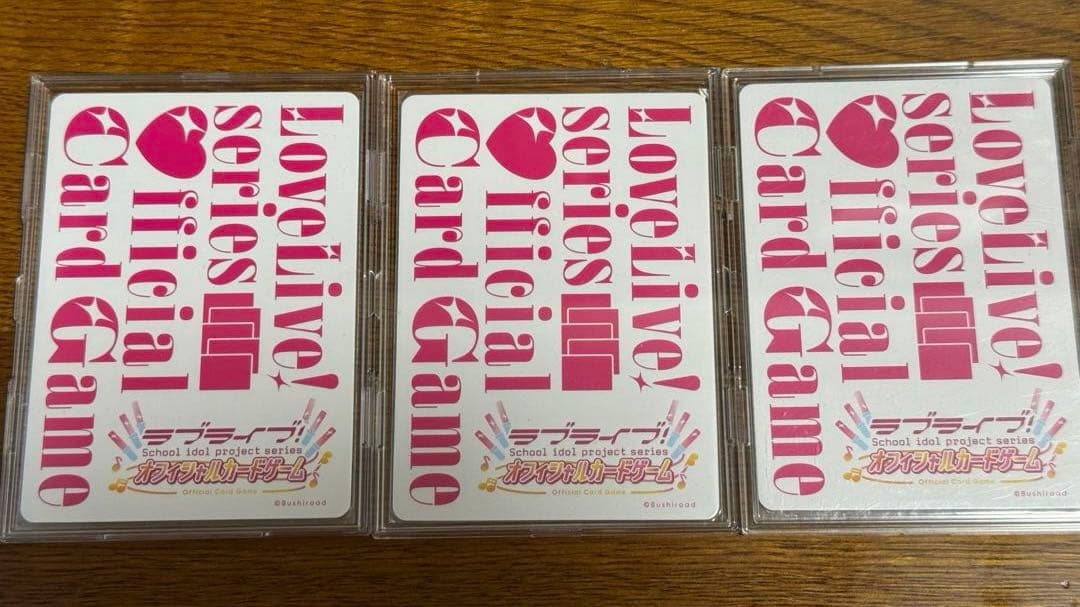 LoveLive!
series
♥fficial
Card Game
ラブライブ!
School idol project series
オフィシャルカードゲーム
Official Card Game
©Bushiroad
LoveLive!
series
♥fficial
Card Game
ラブライブ!
School idol project series
オフィシャルカードゲーム
Official Card Game
©Bushiroad
LoveLive!
series
♥fficial
Card Game
ラブライブ!
School idol project series
オフィシャルカードゲーム
Official Card Game
©Bushiroad